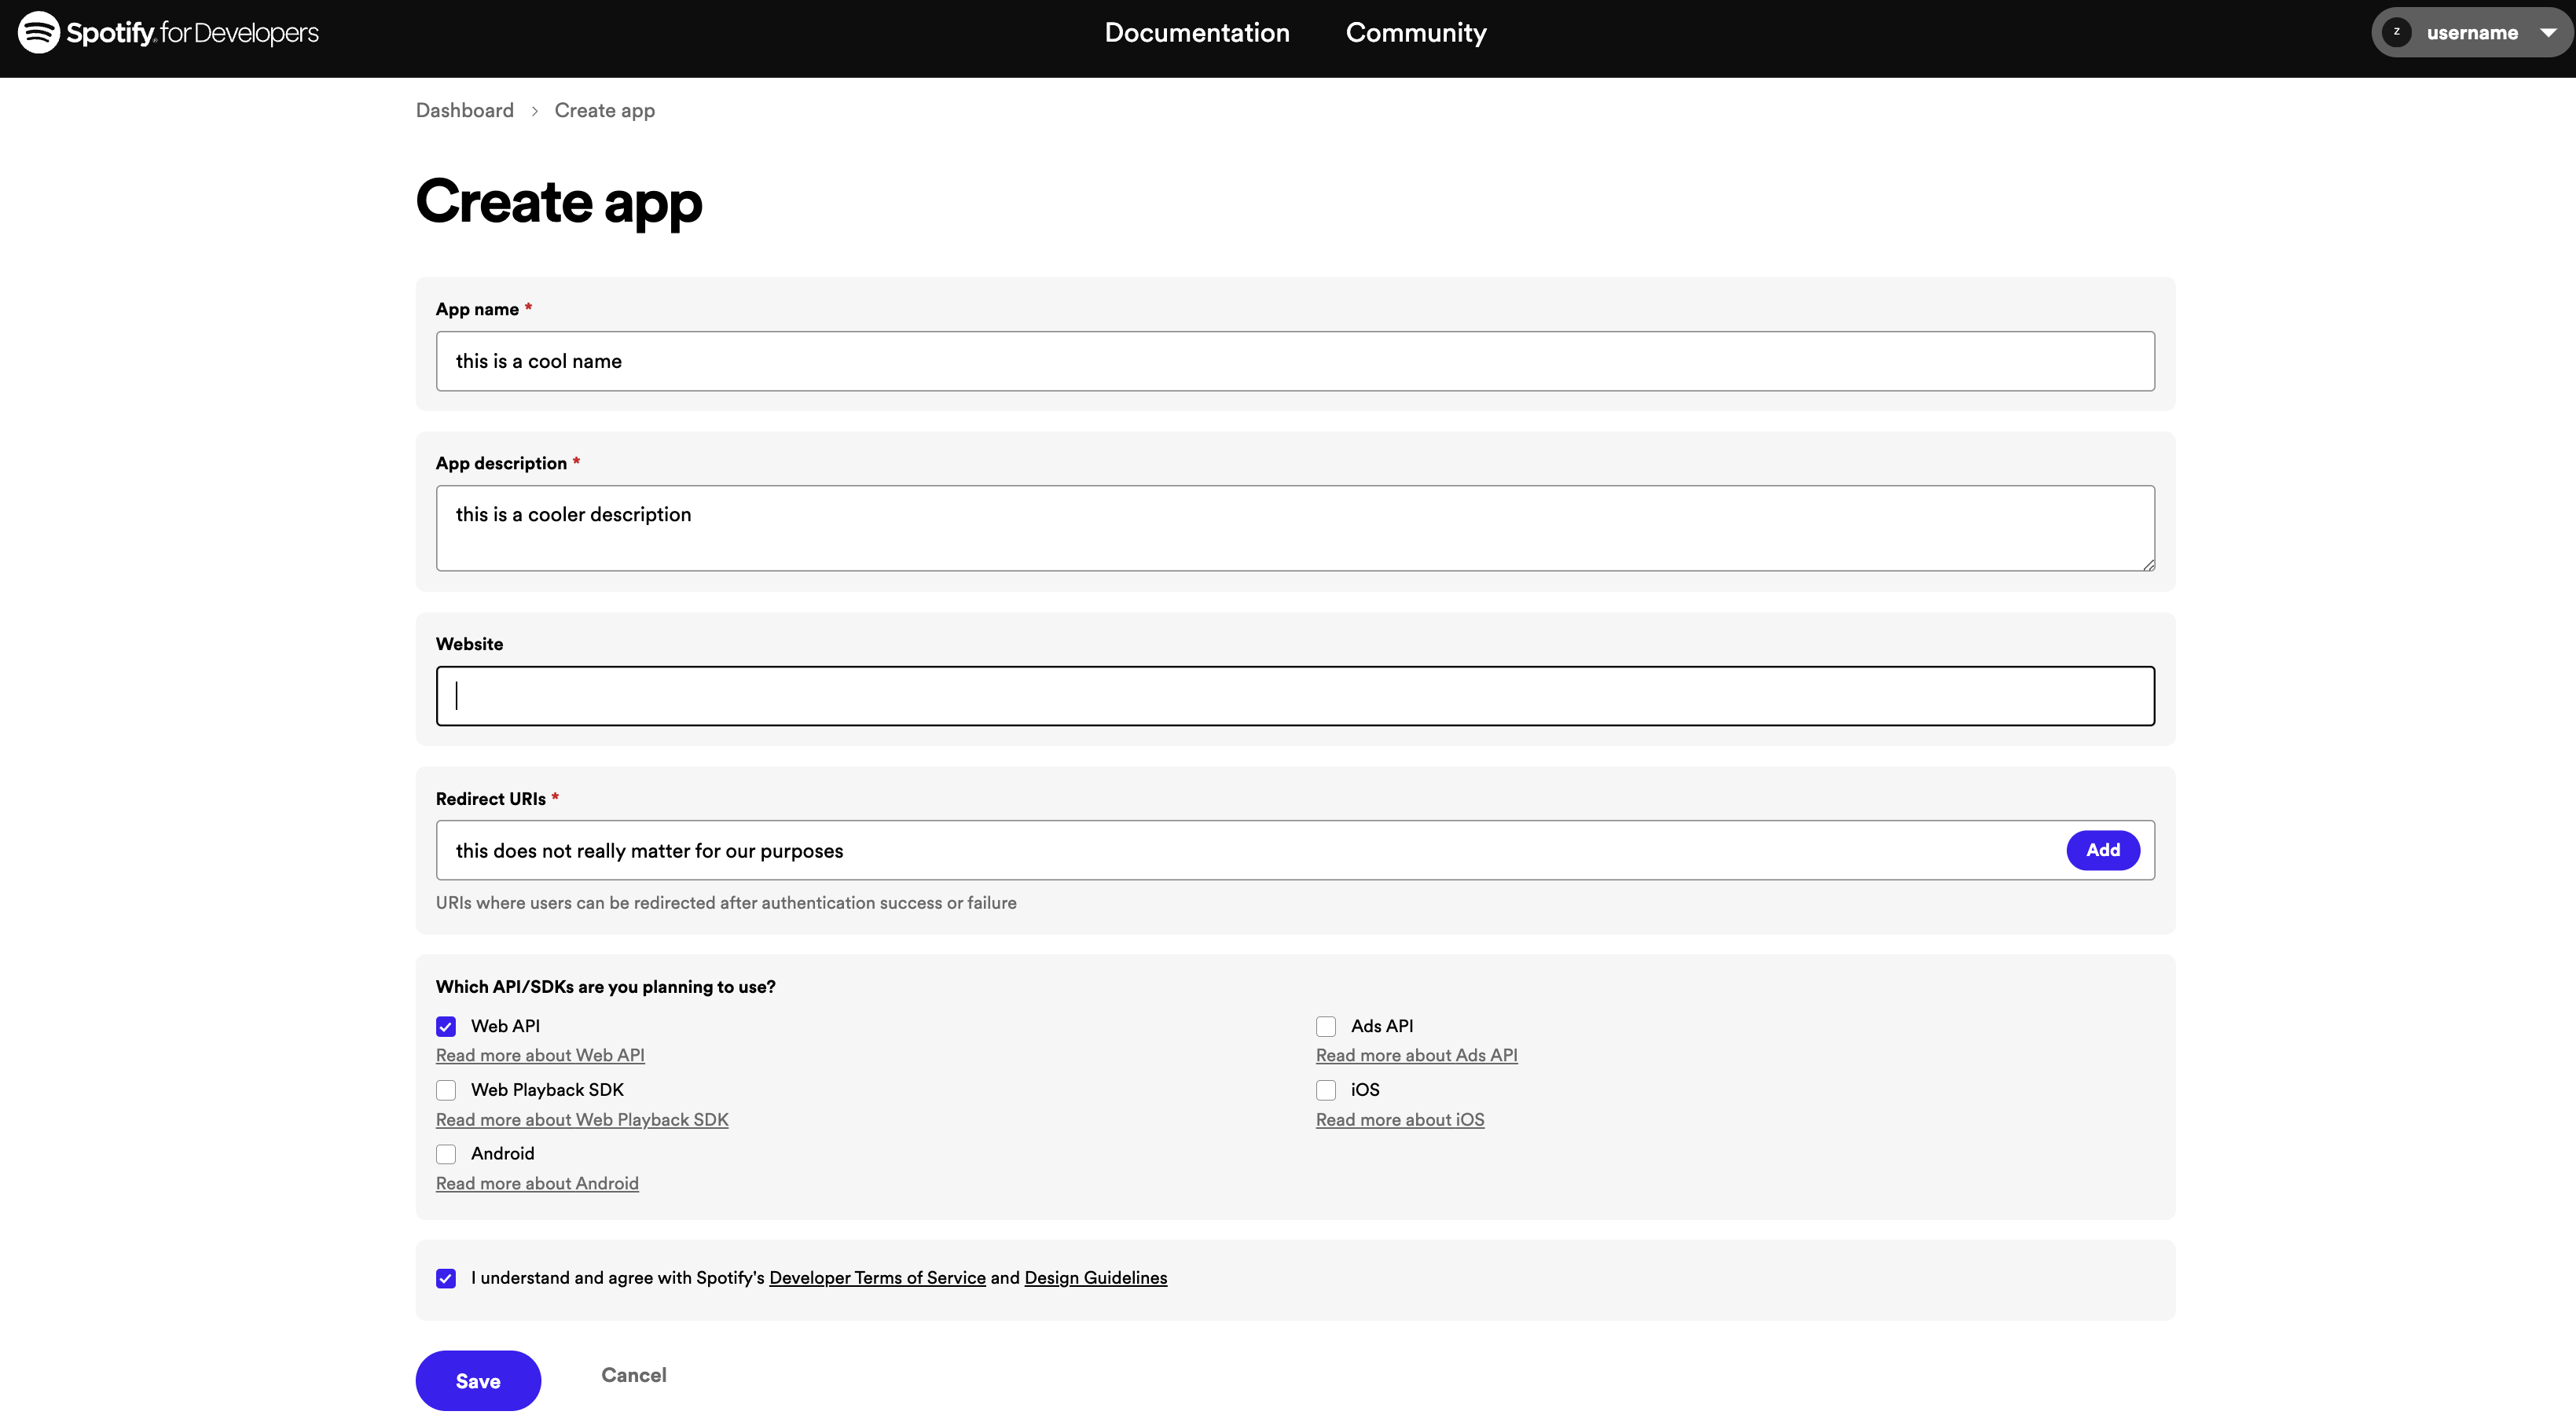 Spotify for Developers
Documentation
Community
Z
username
Dashboard > Create app
Create app
App name *
this is a cool name
App description *
this is a cooler description
Website
Redirect URIs *
this does not really matter for our purposes
Add
URIs where users can be redirected after authentication success or failure
Which API/SDKs are you planning to use?
Web API
Read more about Web API
Web Playback SDK
Read more about Web Playback SDK
Android
Read more about Android
Ads API
Read more about Ads API
iOS
Read more about iOS
I understand and agree with Spotify's Developer Terms of Service and Design Guidelines
Save
Cancel